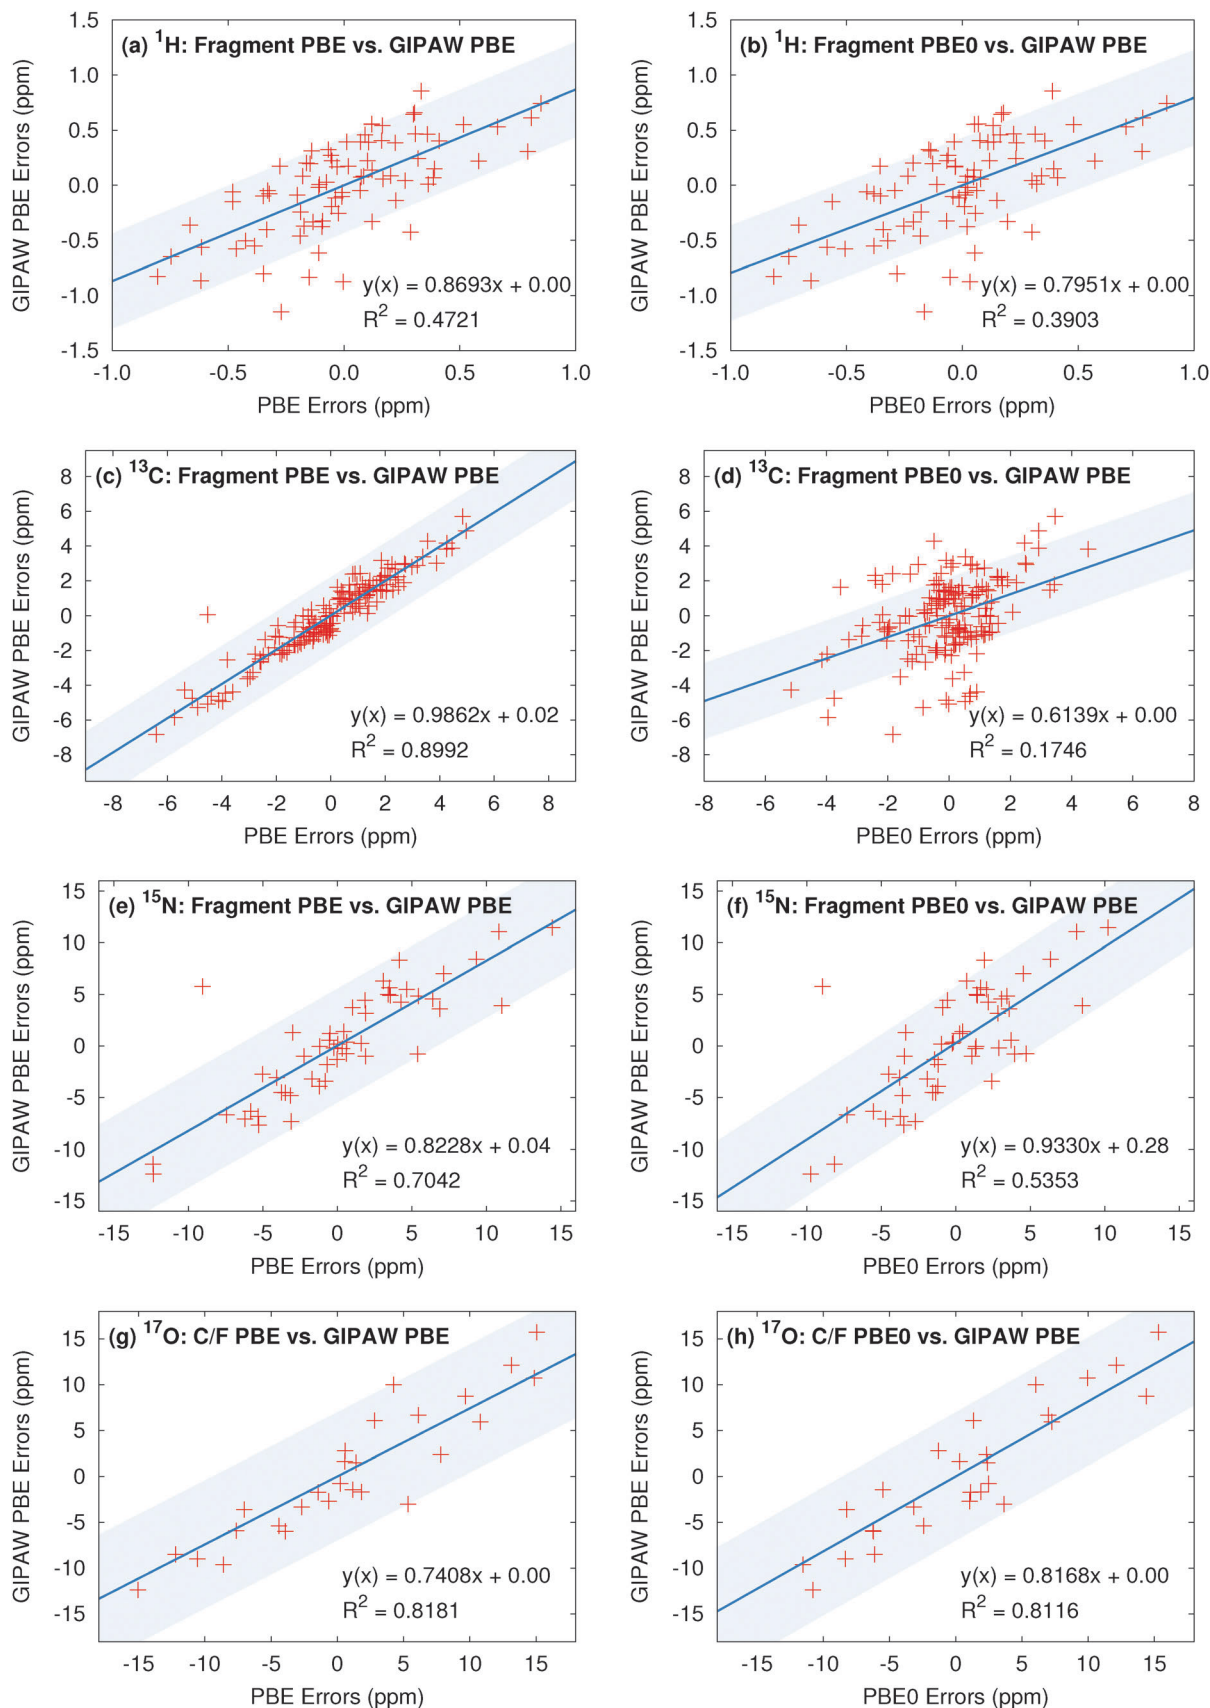 (a) ¹H: Fragment PBE vs. GIPAW PBE
GIPAW PBE Errors (ppm)
1.5
1.0
0.5
0.0
-0.5
-1.0
-1.5
y(x) = 0.8693x + 0.00
R² = 0.4721
-1.0 -0.5 0.0 0.5 1.0
PBE Errors (ppm)
(b) ¹H: Fragment PBE0 vs. GIPAW PBE
GIPAW PBE Errors (ppm)
1.5
1.0
0.5
0.0
-0.5
-1.0
-1.5
y(x) = 0.7951x + 0.00
R² = 0.3903
-1.0 -0.5 0.0 0.5 1.0
PBE0 Errors (ppm)
(c) ¹³C: Fragment PBE vs. GIPAW PBE
GIPAW PBE Errors (ppm)
8
6
4
2
0
-2
-4
-6
-8
y(x) = 0.9862x + 0.02
R² = 0.8992
-8 -6 -4 -2 0 2 4 6 8
PBE Errors (ppm)
(d) ¹³C: Fragment PBE0 vs. GIPAW PBE
GIPAW PBE Errors (ppm)
8
6
4
2
0
-2
-4
-6
-8
y(x) = 0.6139x + 0.00
R² = 0.1746
-8 -6 -4 -2 0 2 4 6 8
PBE0 Errors (ppm)
(e) ¹⁵N: Fragment PBE vs. GIPAW PBE
GIPAW PBE Errors (ppm)
15
10
5
0
-5
-10
-15
y(x) = 0.8228x + 0.04
R² = 0.7042
-15 -10 -5 0 5 10 15
PBE Errors (ppm)
(f) ¹⁵N: Fragment PBE0 vs. GIPAW PBE
GIPAW PBE Errors (ppm)
15
10
5
0
-5
-10
-15
y(x) = 0.9330x + 0.28
R² = 0.5353
-15 -10 -5 0 5 10 15
PBE0 Errors (ppm)
(g) ¹⁷O: C/F PBE vs. GIPAW PBE
GIPAW PBE Errors (ppm)
15
10
5
0
-5
-10
-15
y(x) = 0.7408x + 0.00
R² = 0.8181
-15 -10 -5 0 5 10 15
PBE Errors (ppm)
(h) ¹⁷O: C/F PBE0 vs. GIPAW PBE
GIPAW PBE Errors (ppm)
15
10
5
0
-5
-10
-15
y(x) = 0.8168x + 0.00
R² = 0.8116
-15 -10 -5 0 5 10 15
PBE0 Errors (ppm)